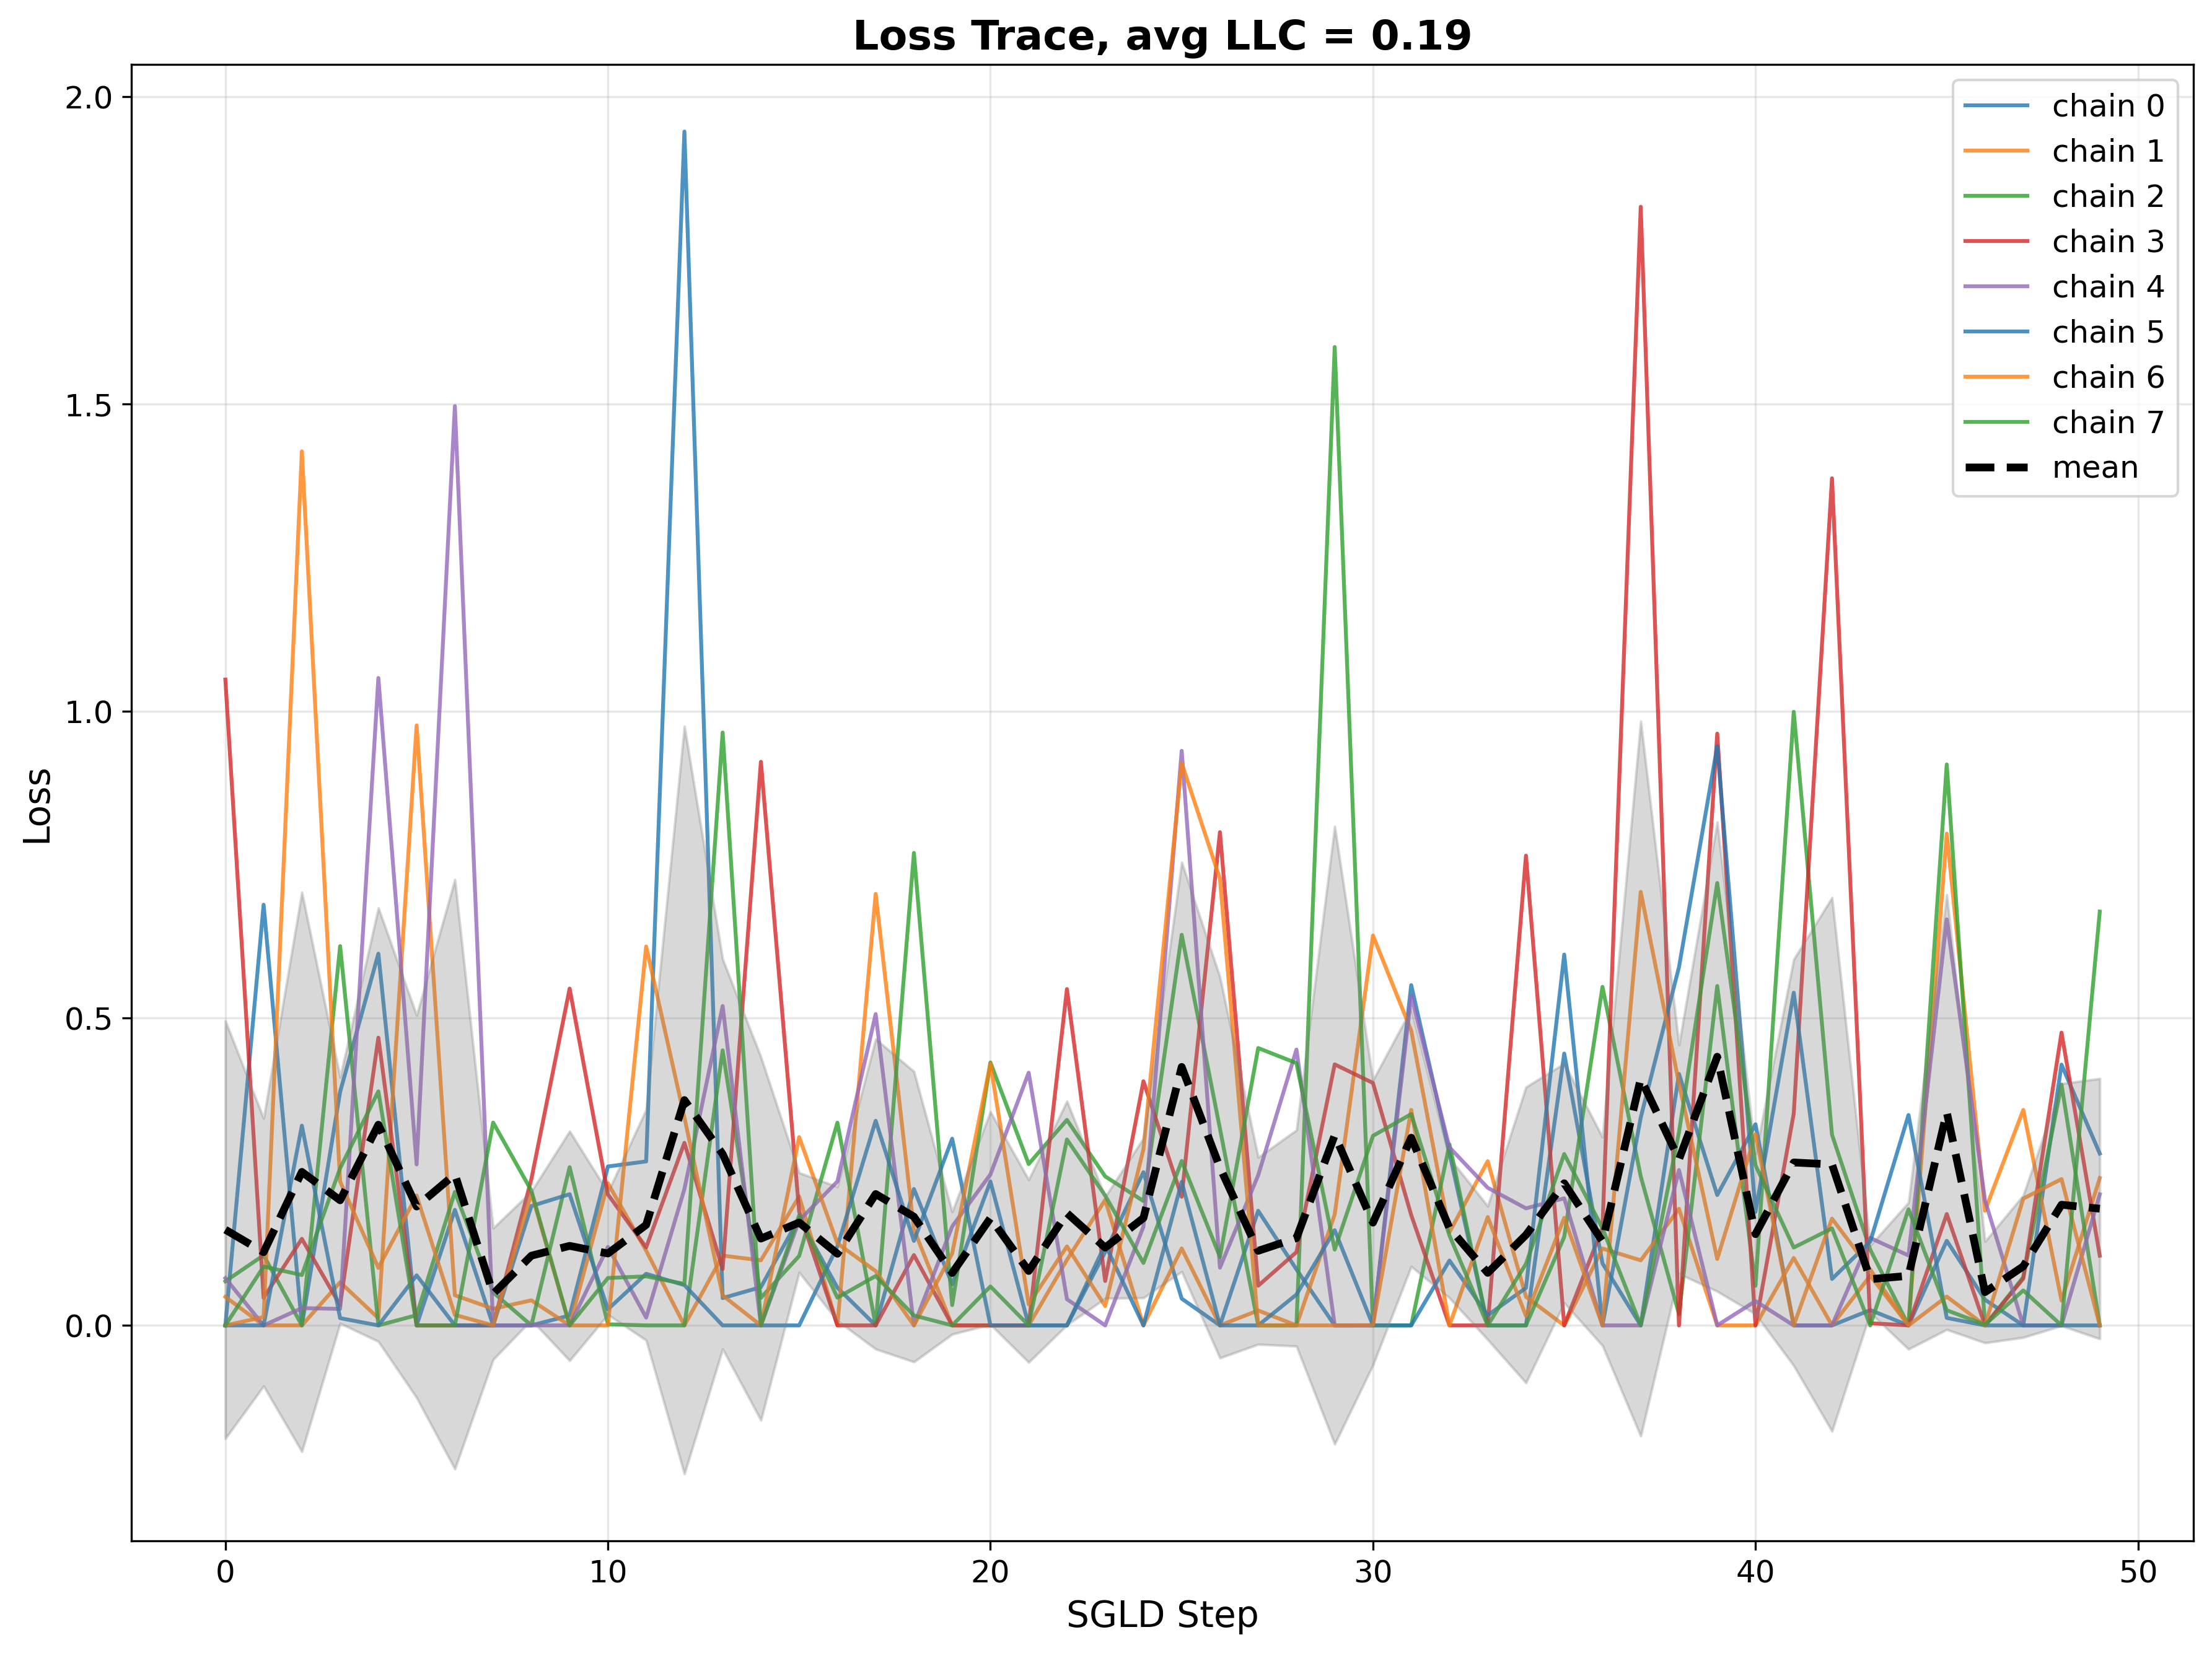 Loss Trace, avg LLC = 0.19
2.0
1.5
1.0
0.5
0.0
Loss
chain 0
chain 1
chain 2
chain 3
chain 4
chain 5
chain 6
chain 7
mean
0 10 20 30 40 50
SGLD Step